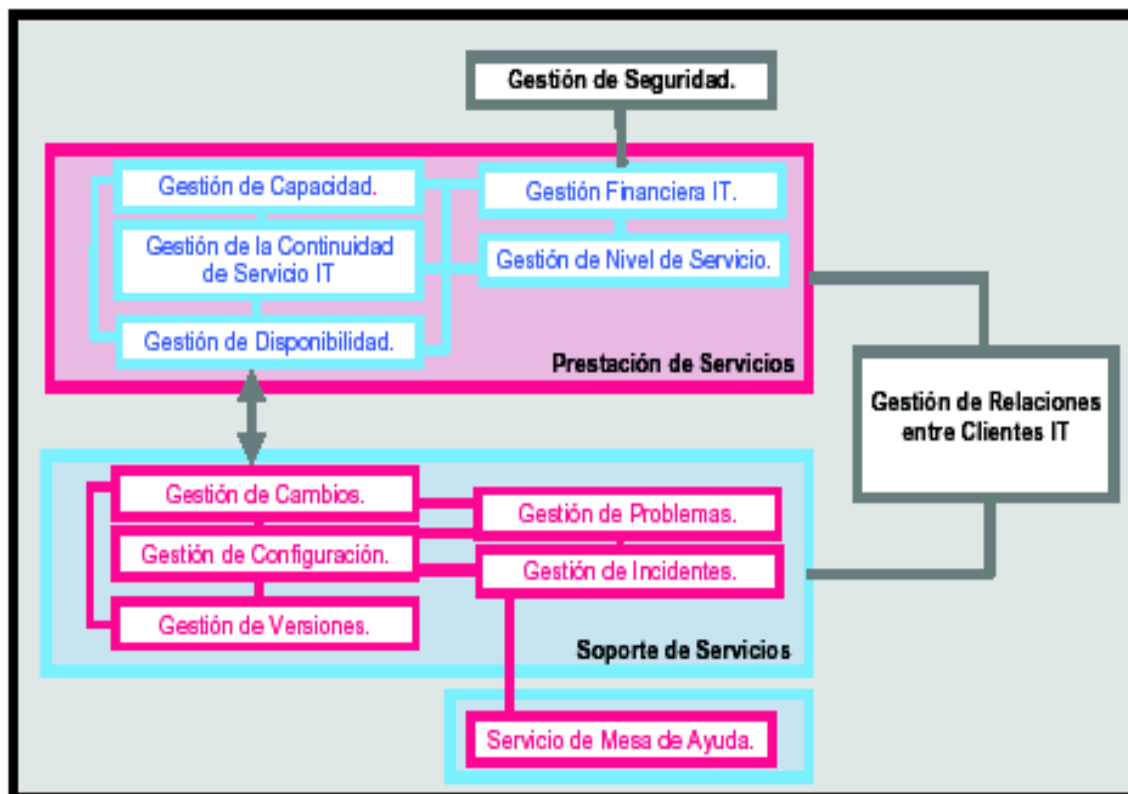 Gestión de Seguridad.
Gestión de Capacidad.
Gestión Financiera IT.
Gestión de la Continuidad
de Servicio IT
Gestión de Nivel de Servicio.
Gestión de Disponibilidad.
Prestación de Servicios
Gestión de Relaciones
entre Clientes IT
Gestión de Cambios.
Gestión de Problemas.
Gestión de Configuración.
Gestión de Incidentes.
Gestión de Versiones.
Soporte de Servicios
Servicio de Mesa de Ayuda.